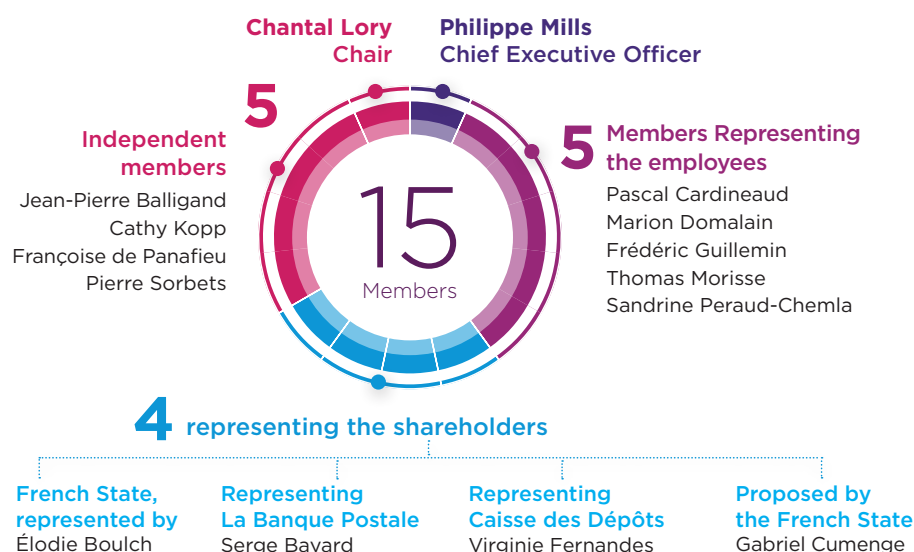 Chantal Lory
Chair
Philippe Mills
Chief Executive Officer
5
Independent
members
Jean-Pierre Balligand
Cathy Kopp
Françoise de Panafieu
Pierre Sorbets
15
Members
5
Members Representing
the employees
Pascal Cardineaud
Marion Domalain
Frédéric Guillemin
Thomas Morisse
Sandrine Peraud-Chemla
4 representing the shareholders
French State,
represented by
Élodie Boulch
Representing
La Banque Postale
Serge Bayard
Representing
Caisse des Dépôts
Virginie Fernandes
Proposed by
the French State
Gabriel Cumenge